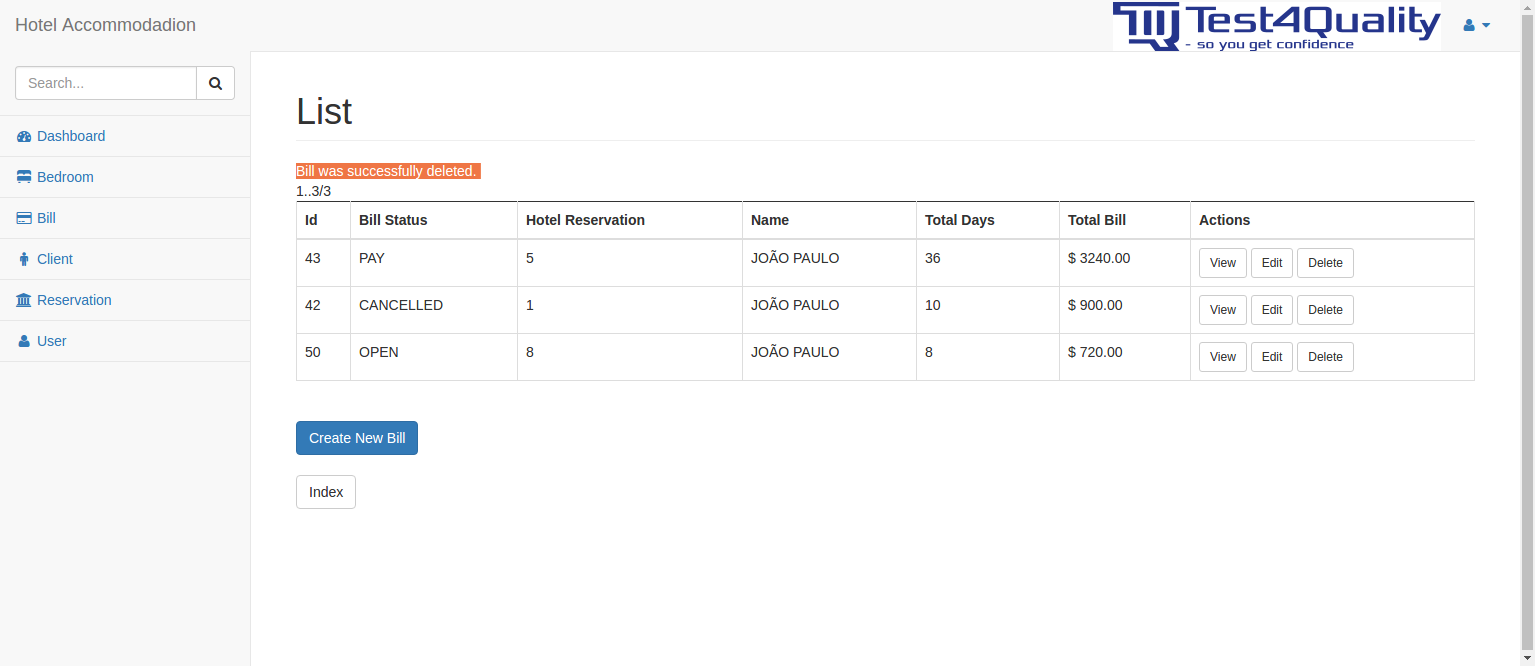 Hotel Accommodadion
Test4Quality
- so you get confidence
Search...
Dashboard
Bedroom
Bill
Client
Reservation
User
List
Bill was successfully deleted.
1..3/3
Id Bill Status Hotel Reservation Name Total Days Total Bill Actions
43 PAY 5 JOÃO PAULO 36 $ 3240.00 View Edit Delete
42 CANCELLED 1 JOÃO PAULO 10 $ 900.00 View Edit Delete
50 OPEN 8 JOÃO PAULO 8 $ 720.00 View Edit Delete
Create New Bill
Index